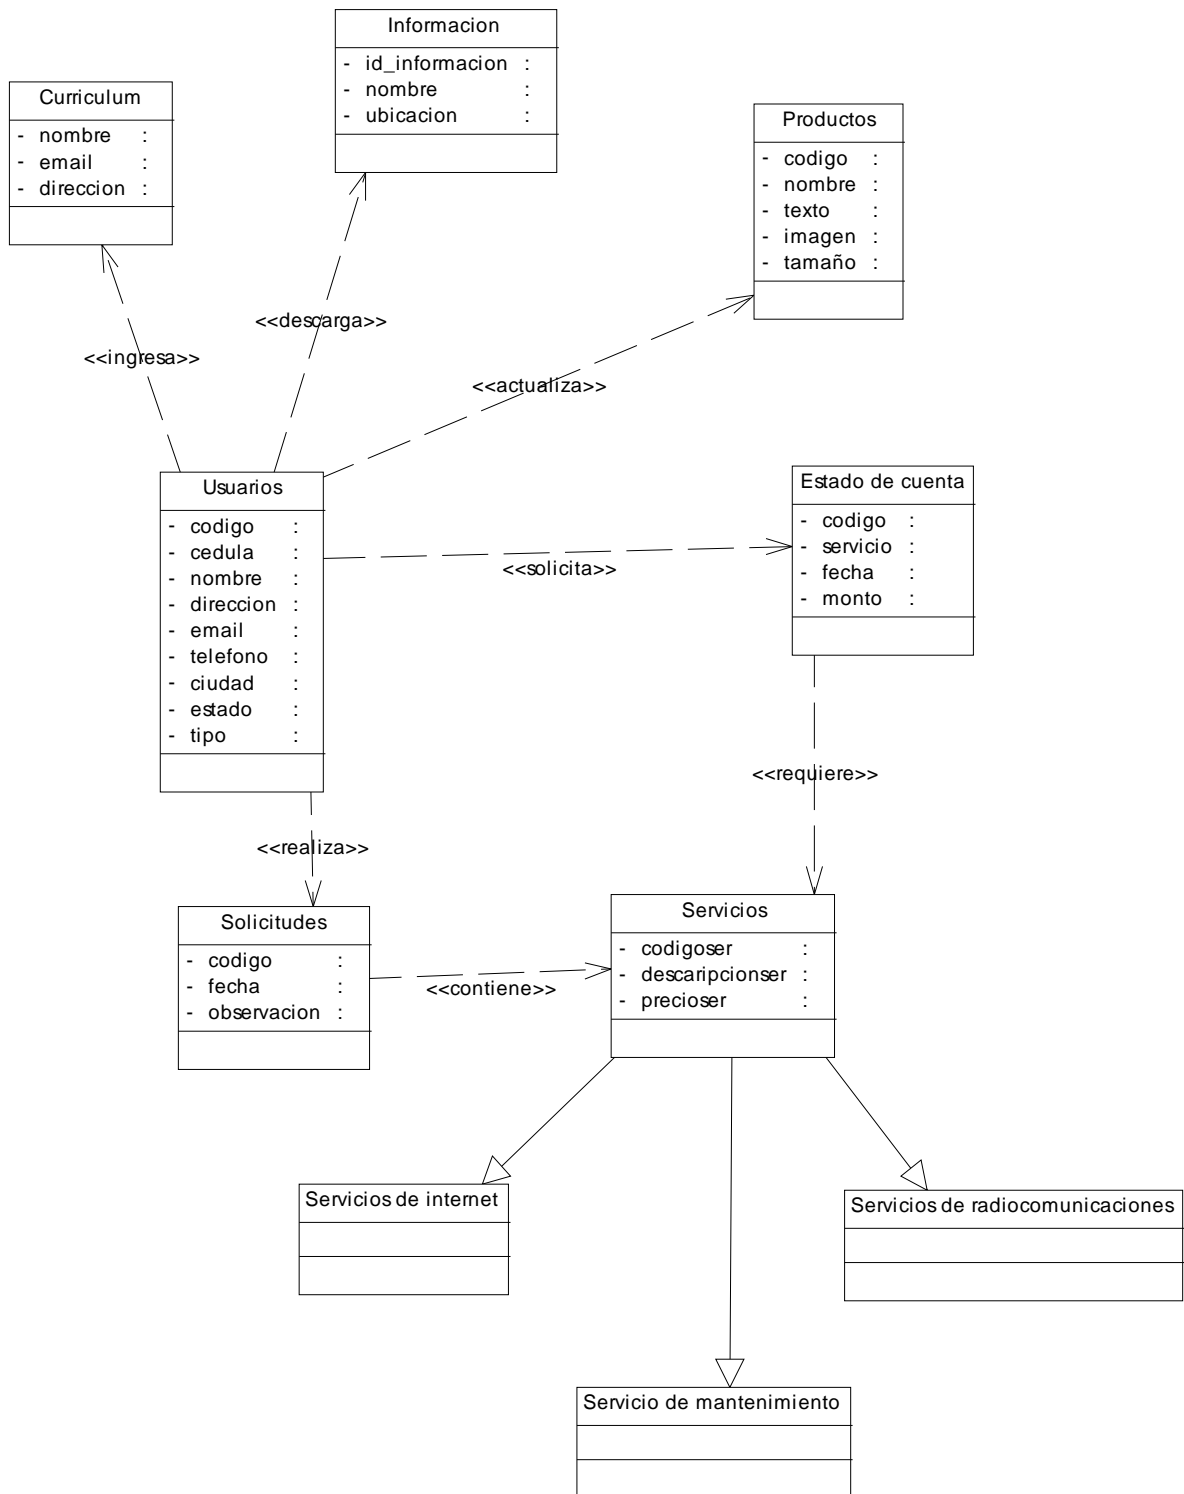 Informacion
- id_informacion :
- nombre :
- ubicacion :
Curriculum
- nombre :
- email :
- direccion :
Productos
- codigo :
- nombre :
- texto :
- imagen :
- tamaño :
<<descarga>>
<<ingresa>>
<<actualiza>>
Usuarios
- codigo :
- cedula :
- nombre :
- direccion :
- email :
- telefono :
- ciudad :
- estado :
- tipo :
Estado de cuenta
- codigo :
- servicio :
- fecha :
- monto :
<<solicita>>
<<requiere>>
<<realiza>>
Solicitudes
- codigo :
- fecha :
- observacion :
<<contiene>>
Servicios
- codigoser :
- descaripcionser :
- precioser :
Servicios de internet
Servicios de radiocomunicaciones
Servicio de mantenimiento